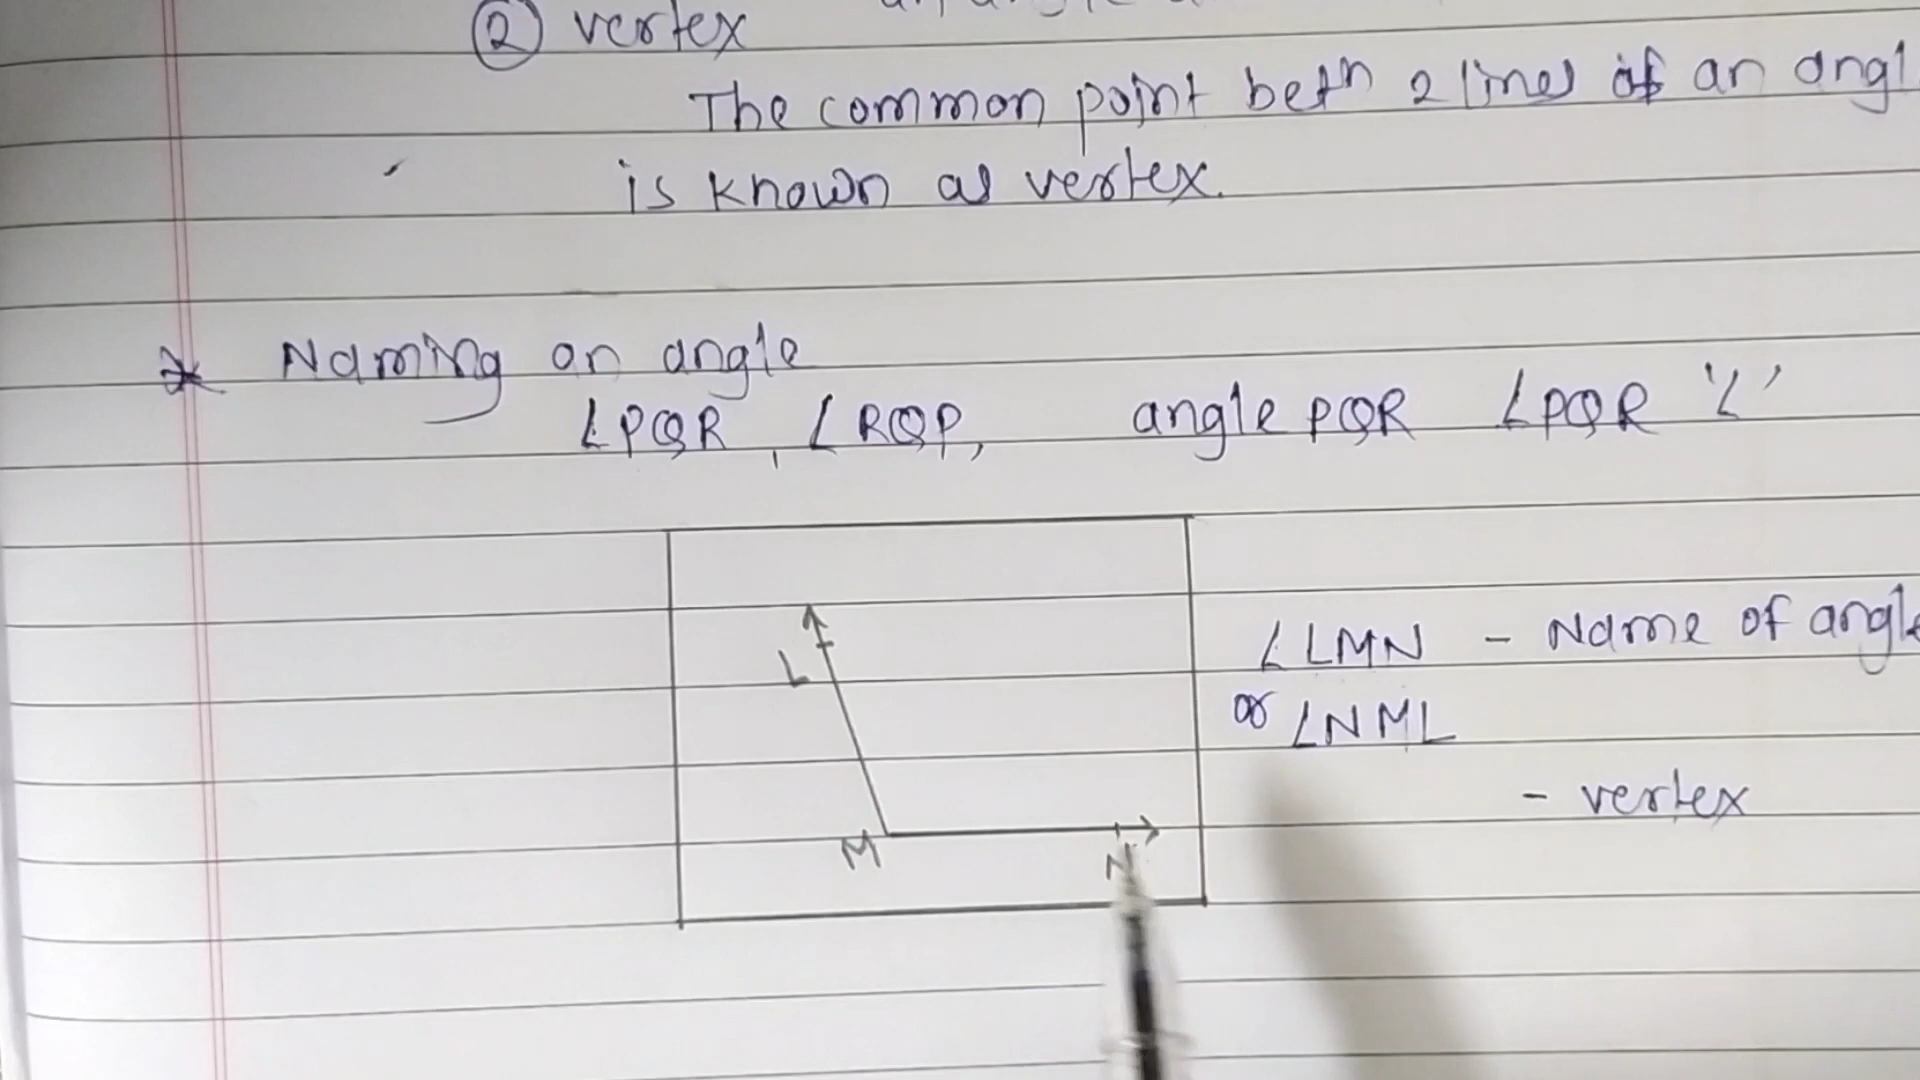 ② vertex
The common point betn 2 lines of an angl
is known as vertex.
* Naming an angle
∠PQR, ∠RQP, angle PQR ∠PQR '∠'
L
∠LMN - Name of angle
or ∠NML
- vertex
M
N